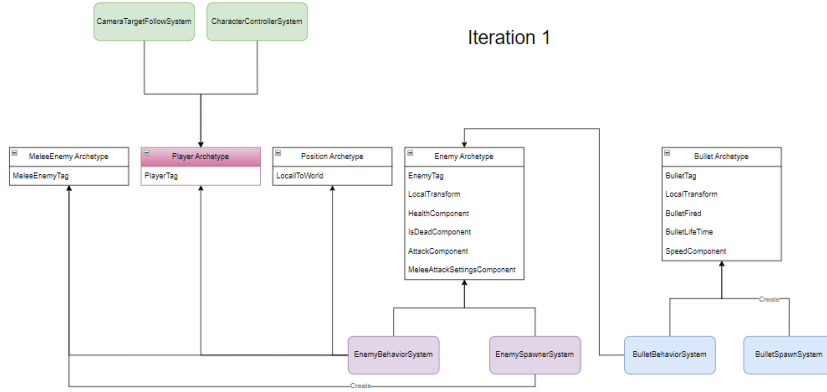 CameraTargetFollowSystem
CharacterControllerSystem
Iteration 1
MeleeEnemy Archetype
MeleeEnemyTag
Player Archetype
PlayerTag
Position Archetype
LocalToWorld
Enemy Archetype
EnemyTag
LocalTransform
HealthComponent
IsDeadComponent
AttackComponent
MeleeAttackSettingsComponent
Bullet Archetype
BulletTag
LocalTransform
BulletFired
BulletLifeTime
SpeedComponent
Create
EnemyBehaviorSystem
EnemySpawnerSystem
BulletBehaviorSystem
BulletSpawnSystem
Create